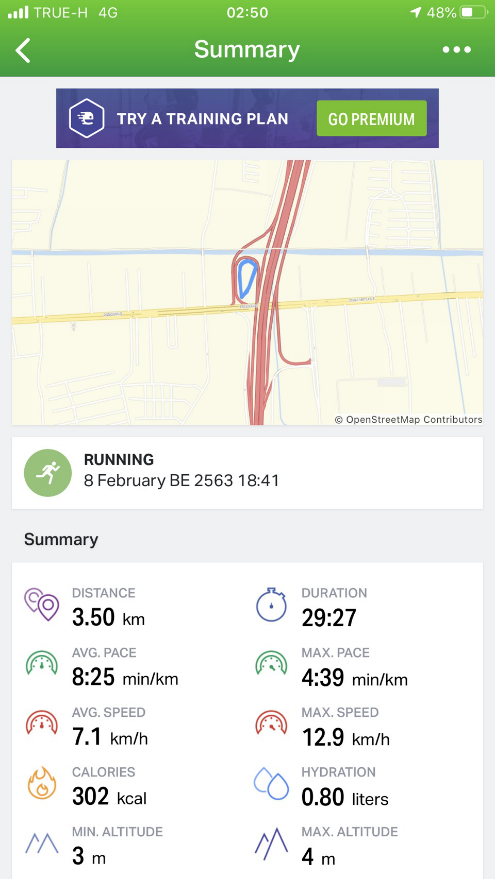 TRUE-H 4G 02:50 48%
Summary
TRY A TRAINING PLAN GO PREMIUM
© OpenStreetMap Contributors
RUNNING
8 February BE 2563 18:41
Summary
DISTANCE
3.50 km
DURATION
29:27
AVG. PACE
8:25 min/km
MAX. PACE
4:39 min/km
AVG. SPEED
7.1 km/h
MAX. SPEED
12.9 km/h
CALORIES
302 kcal
HYDRATION
0.80 liters
MIN. ALTITUDE
3 m
MAX. ALTITUDE
4 m